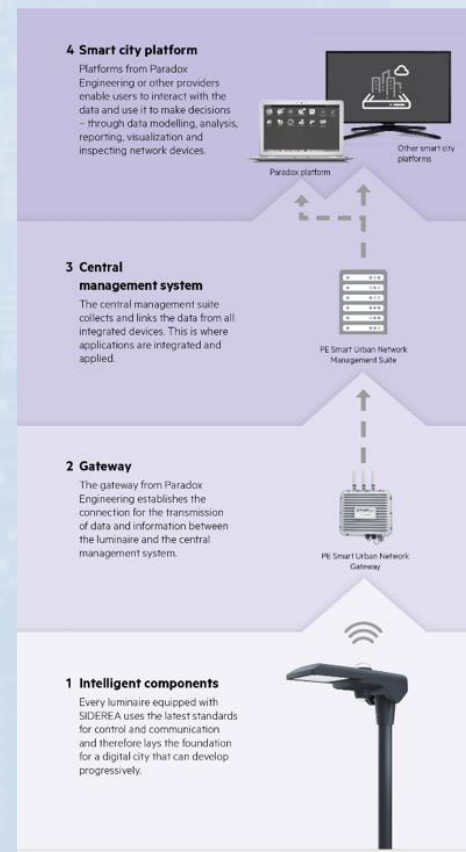 4 Smart city platform
Platforms from Paradox
Engineering or other providers
enable users to interact with the
data and use it to make decisions
– through data modelling, analysis,
reporting, visualization and
inspecting network devices.
Paradox platform
Other smart city
platforms
3 Central
management system
The central management suite
collects and links the data from all
integrated devices. This is where
applications are integrated and
applied.
PE Smart Urban Network
Management Suite
2 Gateway
The gateway from Paradox
Engineering establishes the
connection for the transmission
of data and information between
the luminaire and the central
management system.
PE Smart Urban Network
Gateway
1 Intelligent components
Every luminaire equipped with
SIDEREA uses the latest standards
for control and communication
and therefore lays the foundation
for a digital city that can develop
progressively.